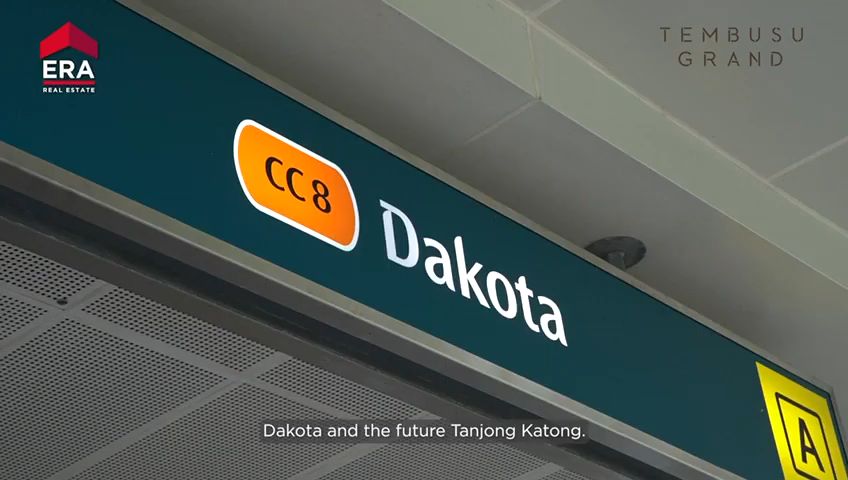 ERA
REAL ESTATE
TEMBUSU
GRAND
CC8
Dakota
A
Dakota and the future Tanjong Katong.